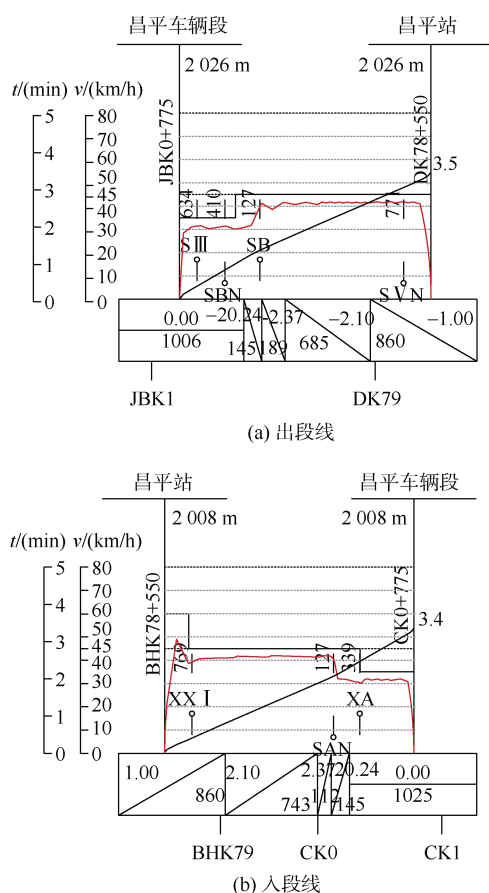 昌平车辆段 昌平站
2 026 m 2 026 m
t/(min) v/(km/h)
JBK0+775
DK78+550
5 80
70
4 60
50
3 45
40
2 30
20
1 10
0 0
3.5
634 410 127 771
SⅢ SB
SBN SⅤN
0.00 -20.24 -2.37 -2.10 -1.00
1006 145 189 685 860
JBK1 DK79
(a) 出段线
昌平站 昌平车辆段
2 008 m 2 008 m
t/(min) v/(km/h)
BHK78+550
CK0+775
5 80
70
4 60
50
3 45
40
2 30
20
1 10
0 0
3.4
769 127 339
XXⅠ XA
SAN
1.00 2.10 2.37 20.24 0.00
860 743 112 145 1025
BHK79 CK0 CK1
(b) 入段线